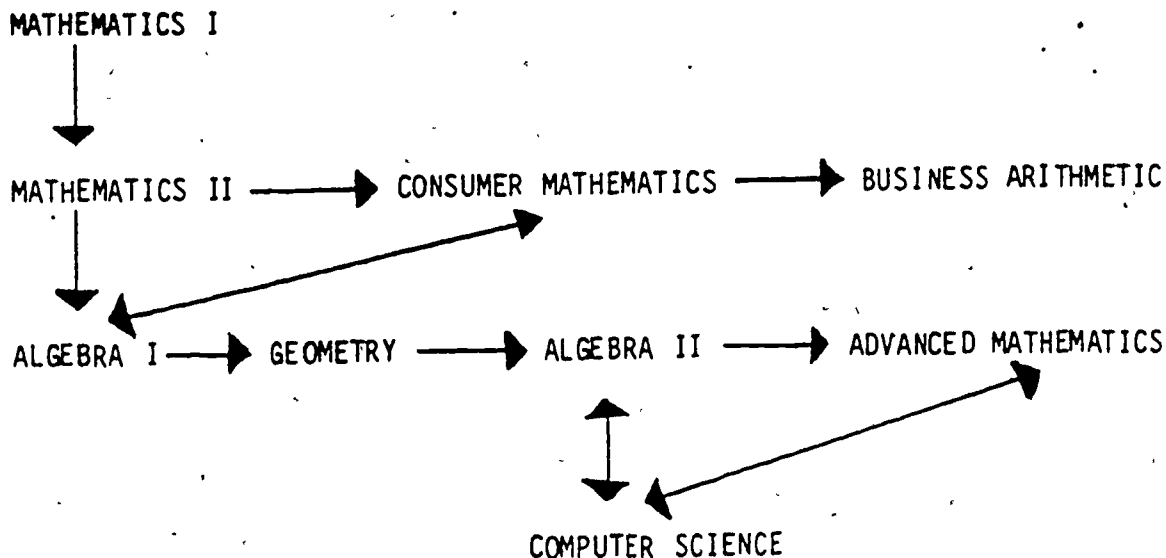 MATHEMATICS I
MATHEMATICS II CONSUMER MATHEMATICS BUSINESS ARITHMETIC
ALGEBRA I GEOMETRY ALGEBRA II ADVANCED MATHEMATICS
COMPUTER SCIENCE